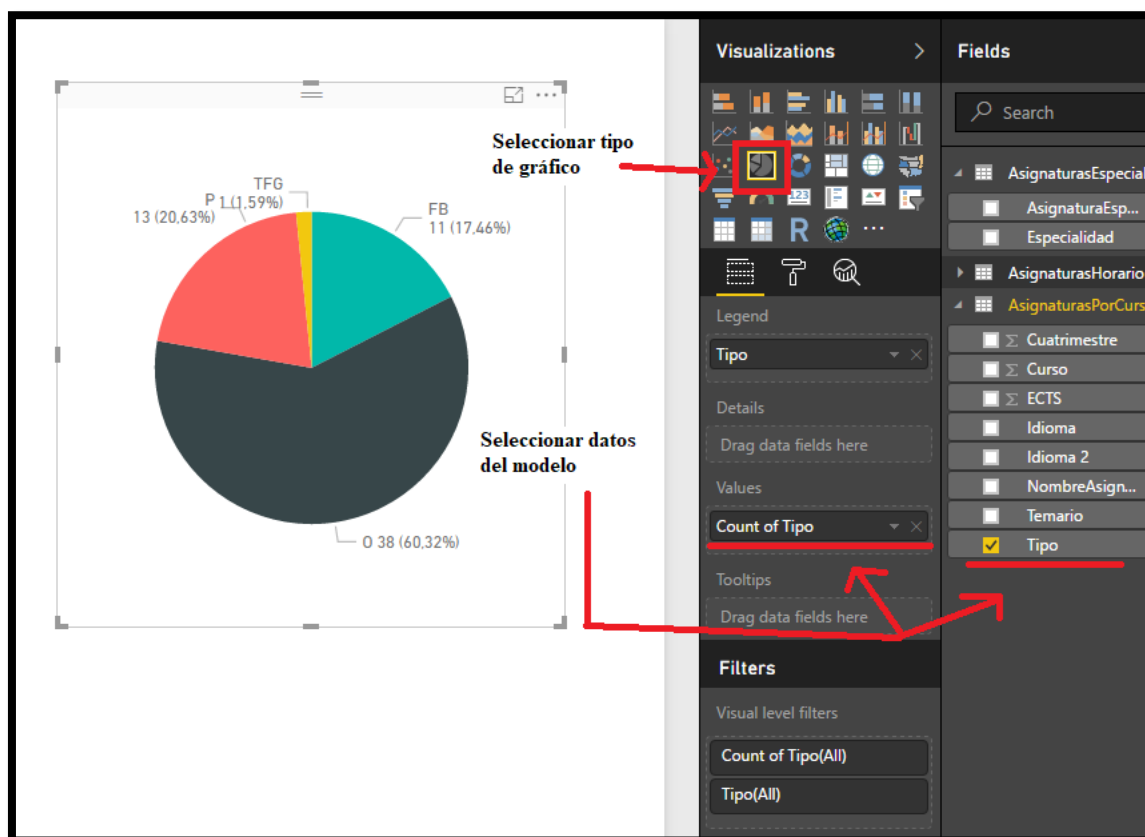 Visualizations
Fields
Search
Seleccionar tipo
de gráfico
TFG
1 (1,59%)
P
13 (20,63%)
FB
11 (17,46%)
O 38 (60,32%)
Seleccionar datos
del modelo
123
R
Legend
Tipo
Details
Drag data fields here
Values
Count of Tipo
Tooltips
Drag data fields here
Filters
Visual level filters
Count of Tipo(All)
Tipo(All)
AsignaturasEspecial
AsignaturaEsp...
Especialidad
AsignaturasHorario
AsignaturasPorCurs
Σ Cuatrimestre
Σ Curso
Σ ECTS
Idioma
Idioma 2
NombreAsign...
Temario
Tipo